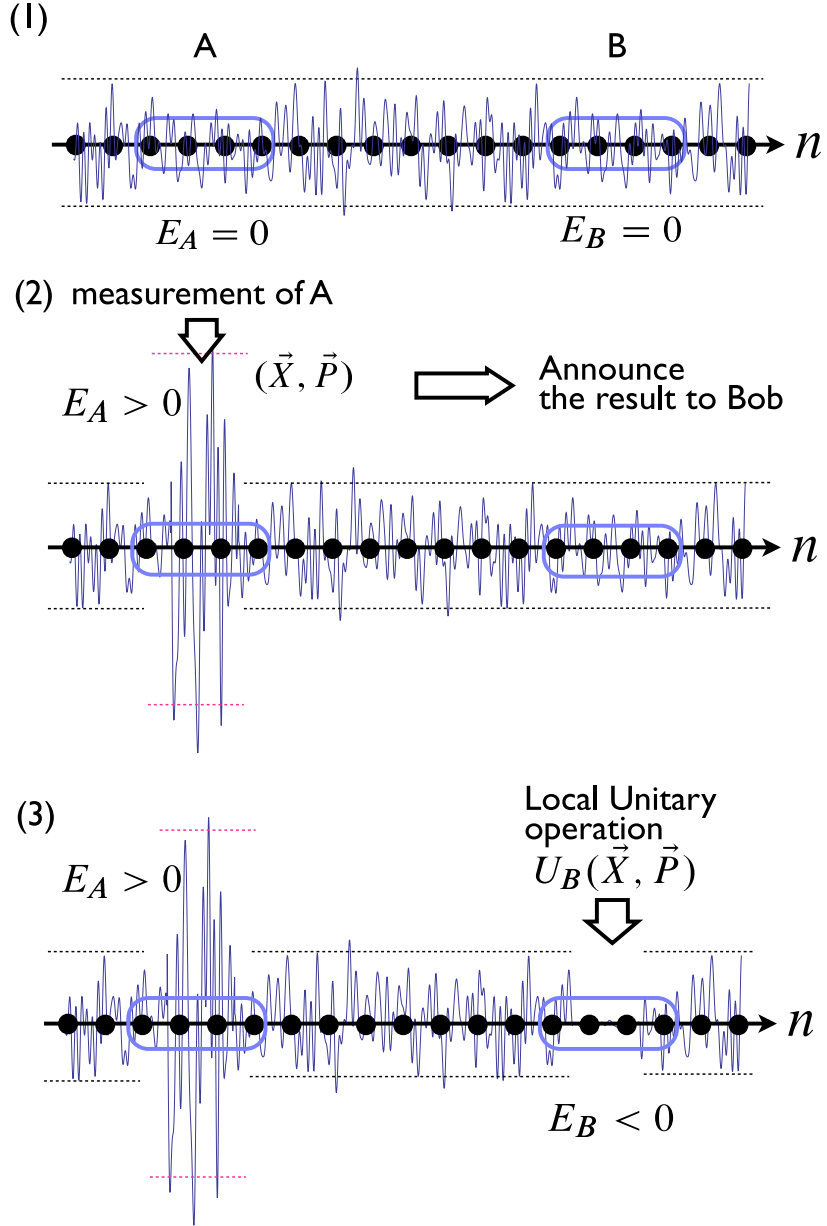 (1)
A
B
n
E_A = 0
E_B = 0
(2) measurement of A
(X⃗, P⃗)
Announce
the result to Bob
E_A > 0
n
(3)
Local Unitary
operation
U_B(X⃗, P⃗)
E_A > 0
n
E_B < 0